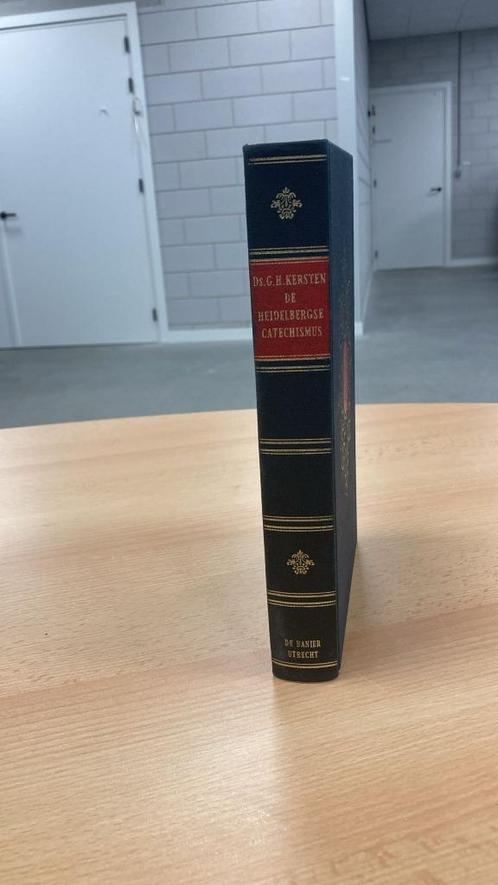 Ds. G. H. KERSTEN
DE
HEIDELBERGSE
CATECHISMUS
DE BANIER
UTRECHT